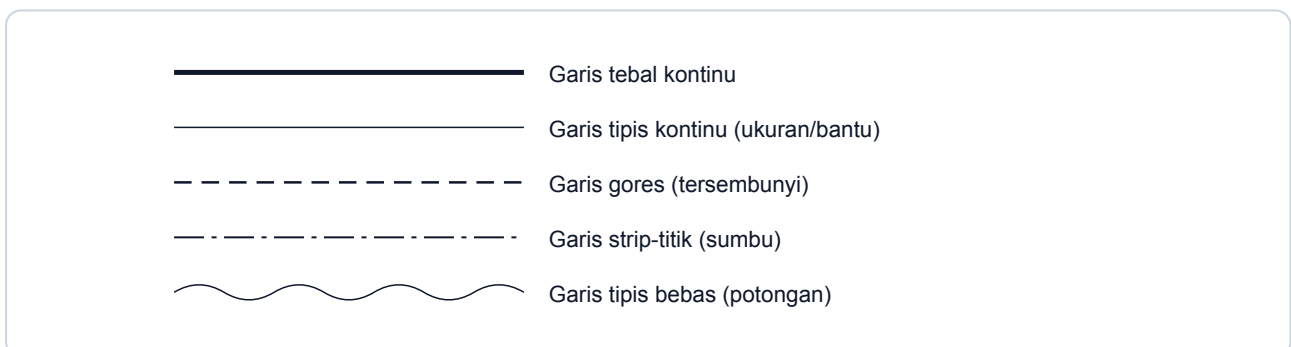 Garis tebal kontinu
Garis tipis kontinu (ukuran/bantu)
Garis gores (tersembunyi)
Garis strip-titik (sumbu)
Garis tipis bebas (potongan)